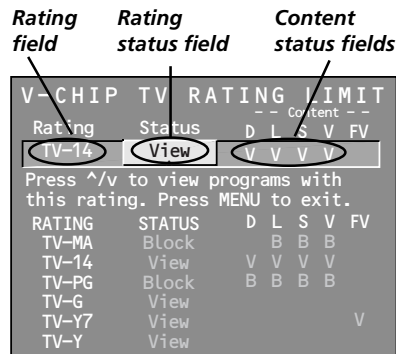 Rating field
Rating status field
Content status fields
V–CHIP TV RATING LIMIT
– – Content – –
Rating Status D L S V FV
TV–14 View V V V V
Press ^/v to view programs with
this rating. Press MENU to exit.
RATING STATUS D L S V FV
TV–MA Block B B B
TV–14 View V V V V
TV–PG Block B B B B
TV–G View
TV–Y7 View V
TV–Y View